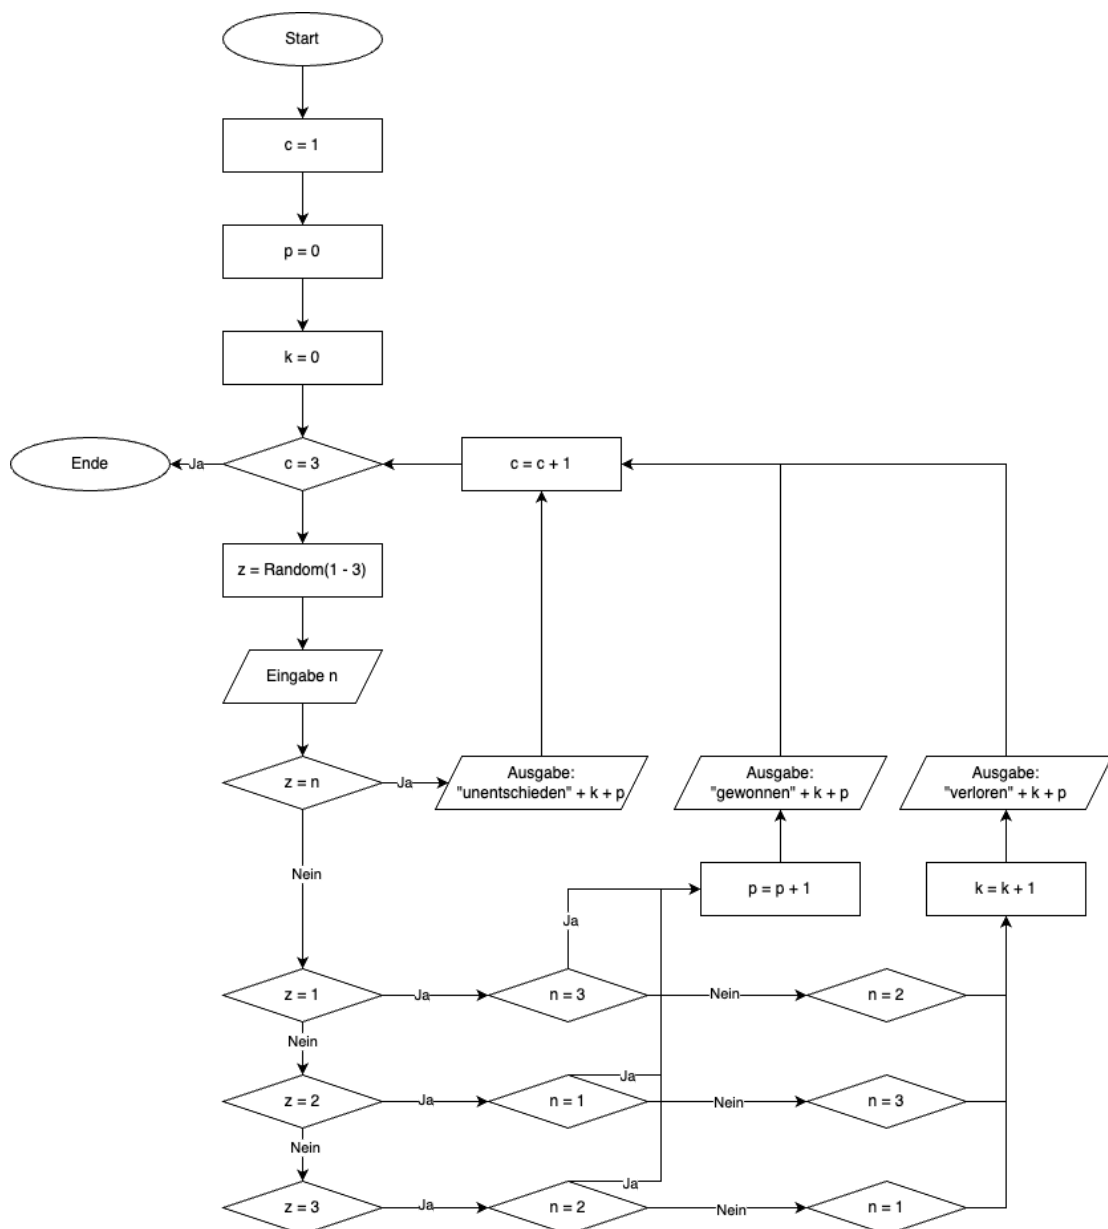 Start
c = 1
p = 0
k = 0
Ende
Ja
c = 3
c = c + 1
z = Random(1 - 3)
Eingabe n
z = n
Ja
Ausgabe:
"unentschieden" + k + p
Ausgabe:
"gewonnen" + k + p
Ausgabe:
"verloren" + k + p
Nein
p = p + 1
k = k + 1
Ja
z = 1
Ja
n = 3
Nein
n = 2
Nein
Ja
z = 2
Ja
n = 1
Nein
n = 3
Nein
Ja
z = 3
Ja
n = 2
Nein
n = 1